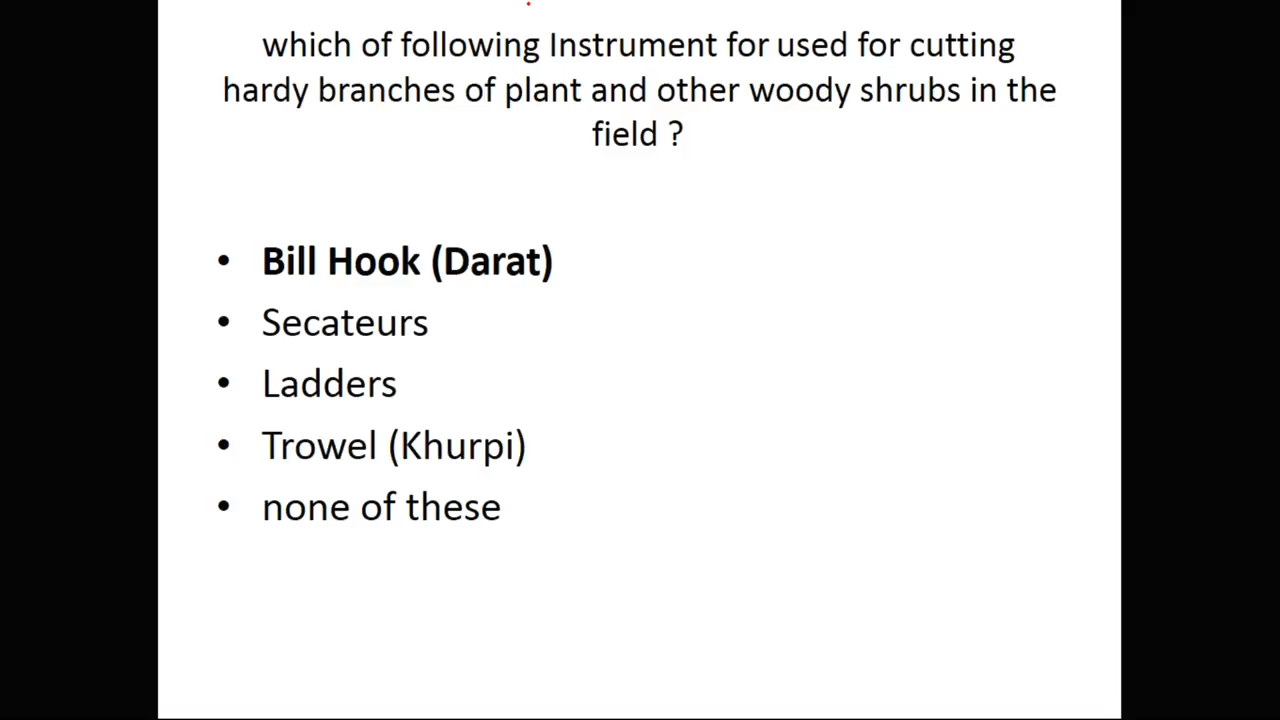 which of following Instrument for used for cutting
hardy branches of plant and other woody shrubs in the
field ?
• Bill Hook (Darat)
• Secateurs
• Ladders
• Trowel (Khurpi)
• none of these